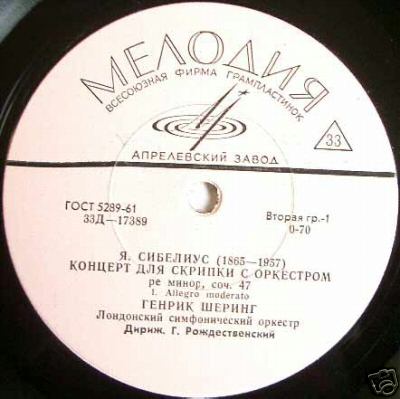 МЕЛОДИЯ
ВСЕСОЮЗНАЯ ФИРМА ГРАМПЛАСТИНОК
33
АПРЕЛЕВСКИЙ ЗАВОД
ГОСТ 5289-61
33Д—17389
Вторая гр.-1
0-70
Я. СИБЕЛИУС (1865—1957)
КОНЦЕРТ ДЛЯ СКРИПКИ С ОРКЕСТРОМ
ре минор, соч. 47
1. Allegro moderato
ГЕНРИК ШЕРИНГ
Лондонский симфонический оркестр
Дириж. Г. Рождественский
ebY